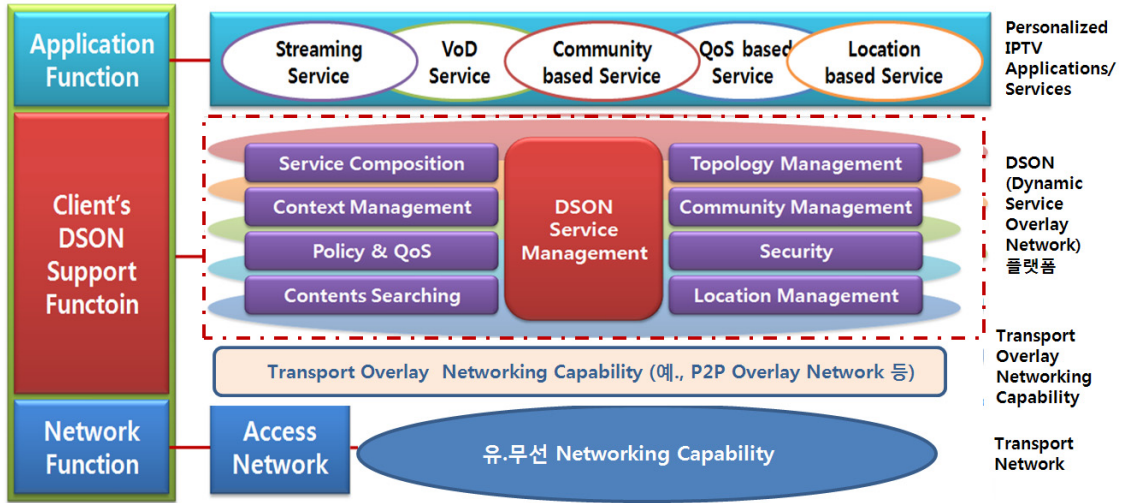 Application
Function
Streaming
Service
VoD
Service
Community
based Service
QoS based
Service
Location
based Service
Personalized
IPTV
Applications/
Services
Client's
DSON
Support
Functoin
Service Composition
Context Management
Policy & QoS
Contents Searching
DSON
Service
Management
Topology Management
Community Management
Security
Location Management
DSON
(Dynamic
Service
Overlay
Network)
플랫폼
Transport Overlay Networking Capability (예., P2P Overlay Network 등)
Transport
Overlay
Networking
Capability
Network
Function
Access
Network
유.무선 Networking Capability
Transport
Network